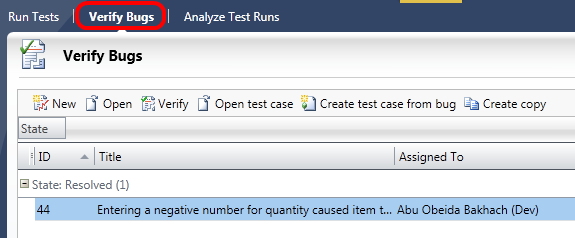 Run Tests Verify Bugs Analyze Test Runs
Verify Bugs
New Open Verify Open test case Create test case from bug Create copy
State
ID Title Assigned To
State: Resolved (1)
44 Entering a negative number for quantity caused item t... Abu Obeida Bakhach (Dev)